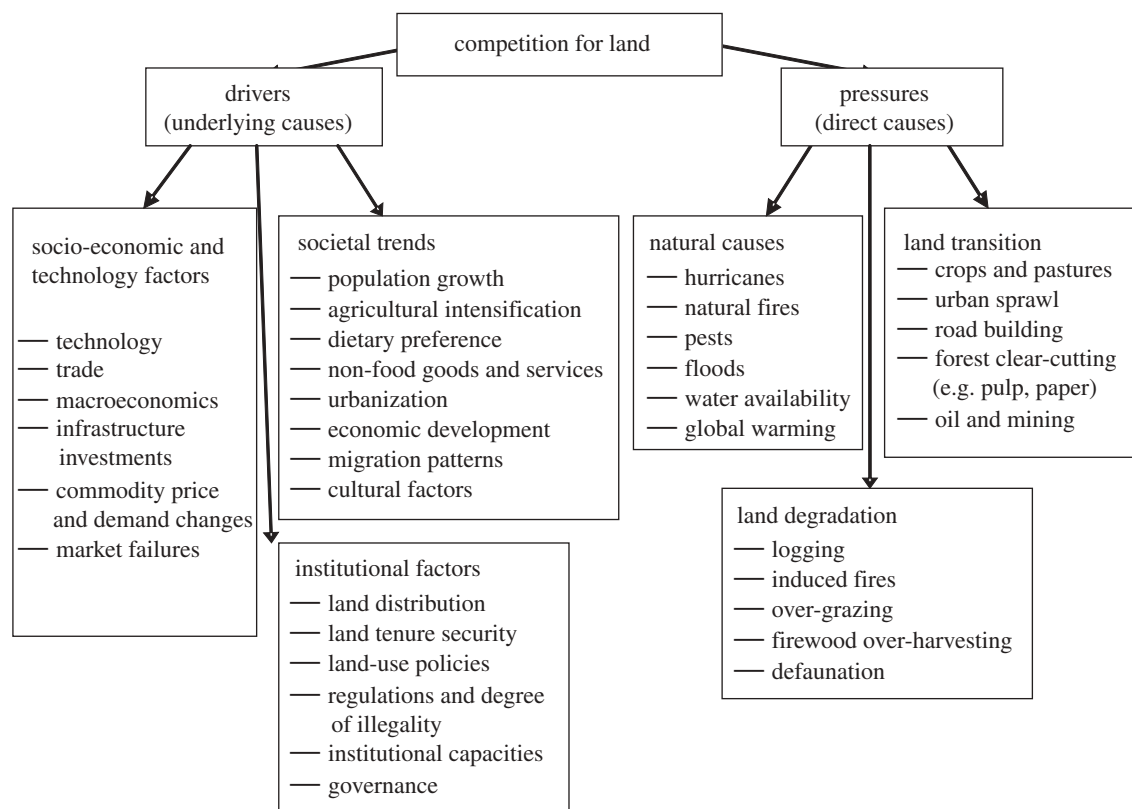 competition for land
drivers
(underlying causes)
pressures
(direct causes)
socio-economic and
technology factors
— technology
— trade
— macroeconomics
— infrastructure
investments
— commodity price
and demand changes
— market failures
societal trends
— population growth
— agricultural intensification
— dietary preference
— non-food goods and services
— urbanization
— economic development
— migration patterns
— cultural factors
institutional factors
— land distribution
— land tenure security
— land-use policies
— regulations and degree
of illegality
— institutional capacities
— governance
natural causes
— hurricanes
— natural fires
— pests
— floods
— water availability
— global warming
land transition
— crops and pastures
— urban sprawl
— road building
— forest clear-cutting
(e.g. pulp, paper)
— oil and mining
land degradation
— logging
— induced fires
— over-grazing
— firewood over-harvesting
— defaunation